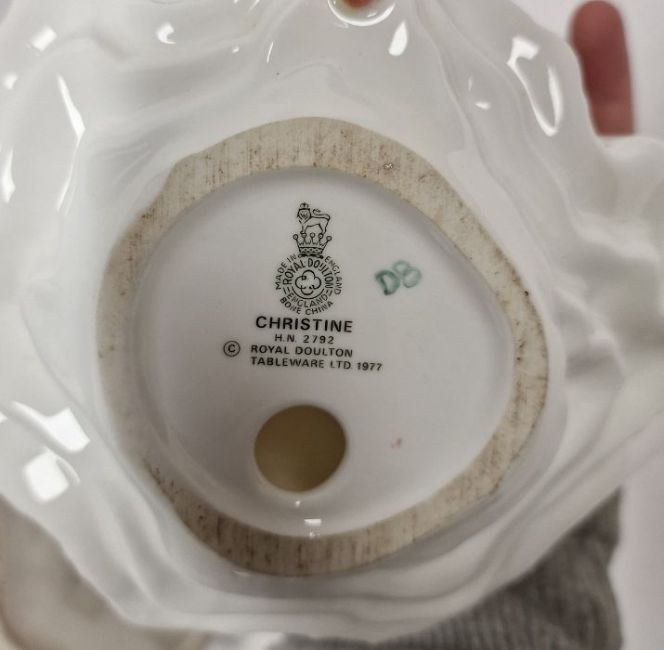 MADE IN ENGLAND
ROYAL DOULTON
ENGLAND
BONE CHINA
DB
CHRISTINE
H.N. 2792
© ROYAL DOULTON
TABLEWARE LTD. 1977